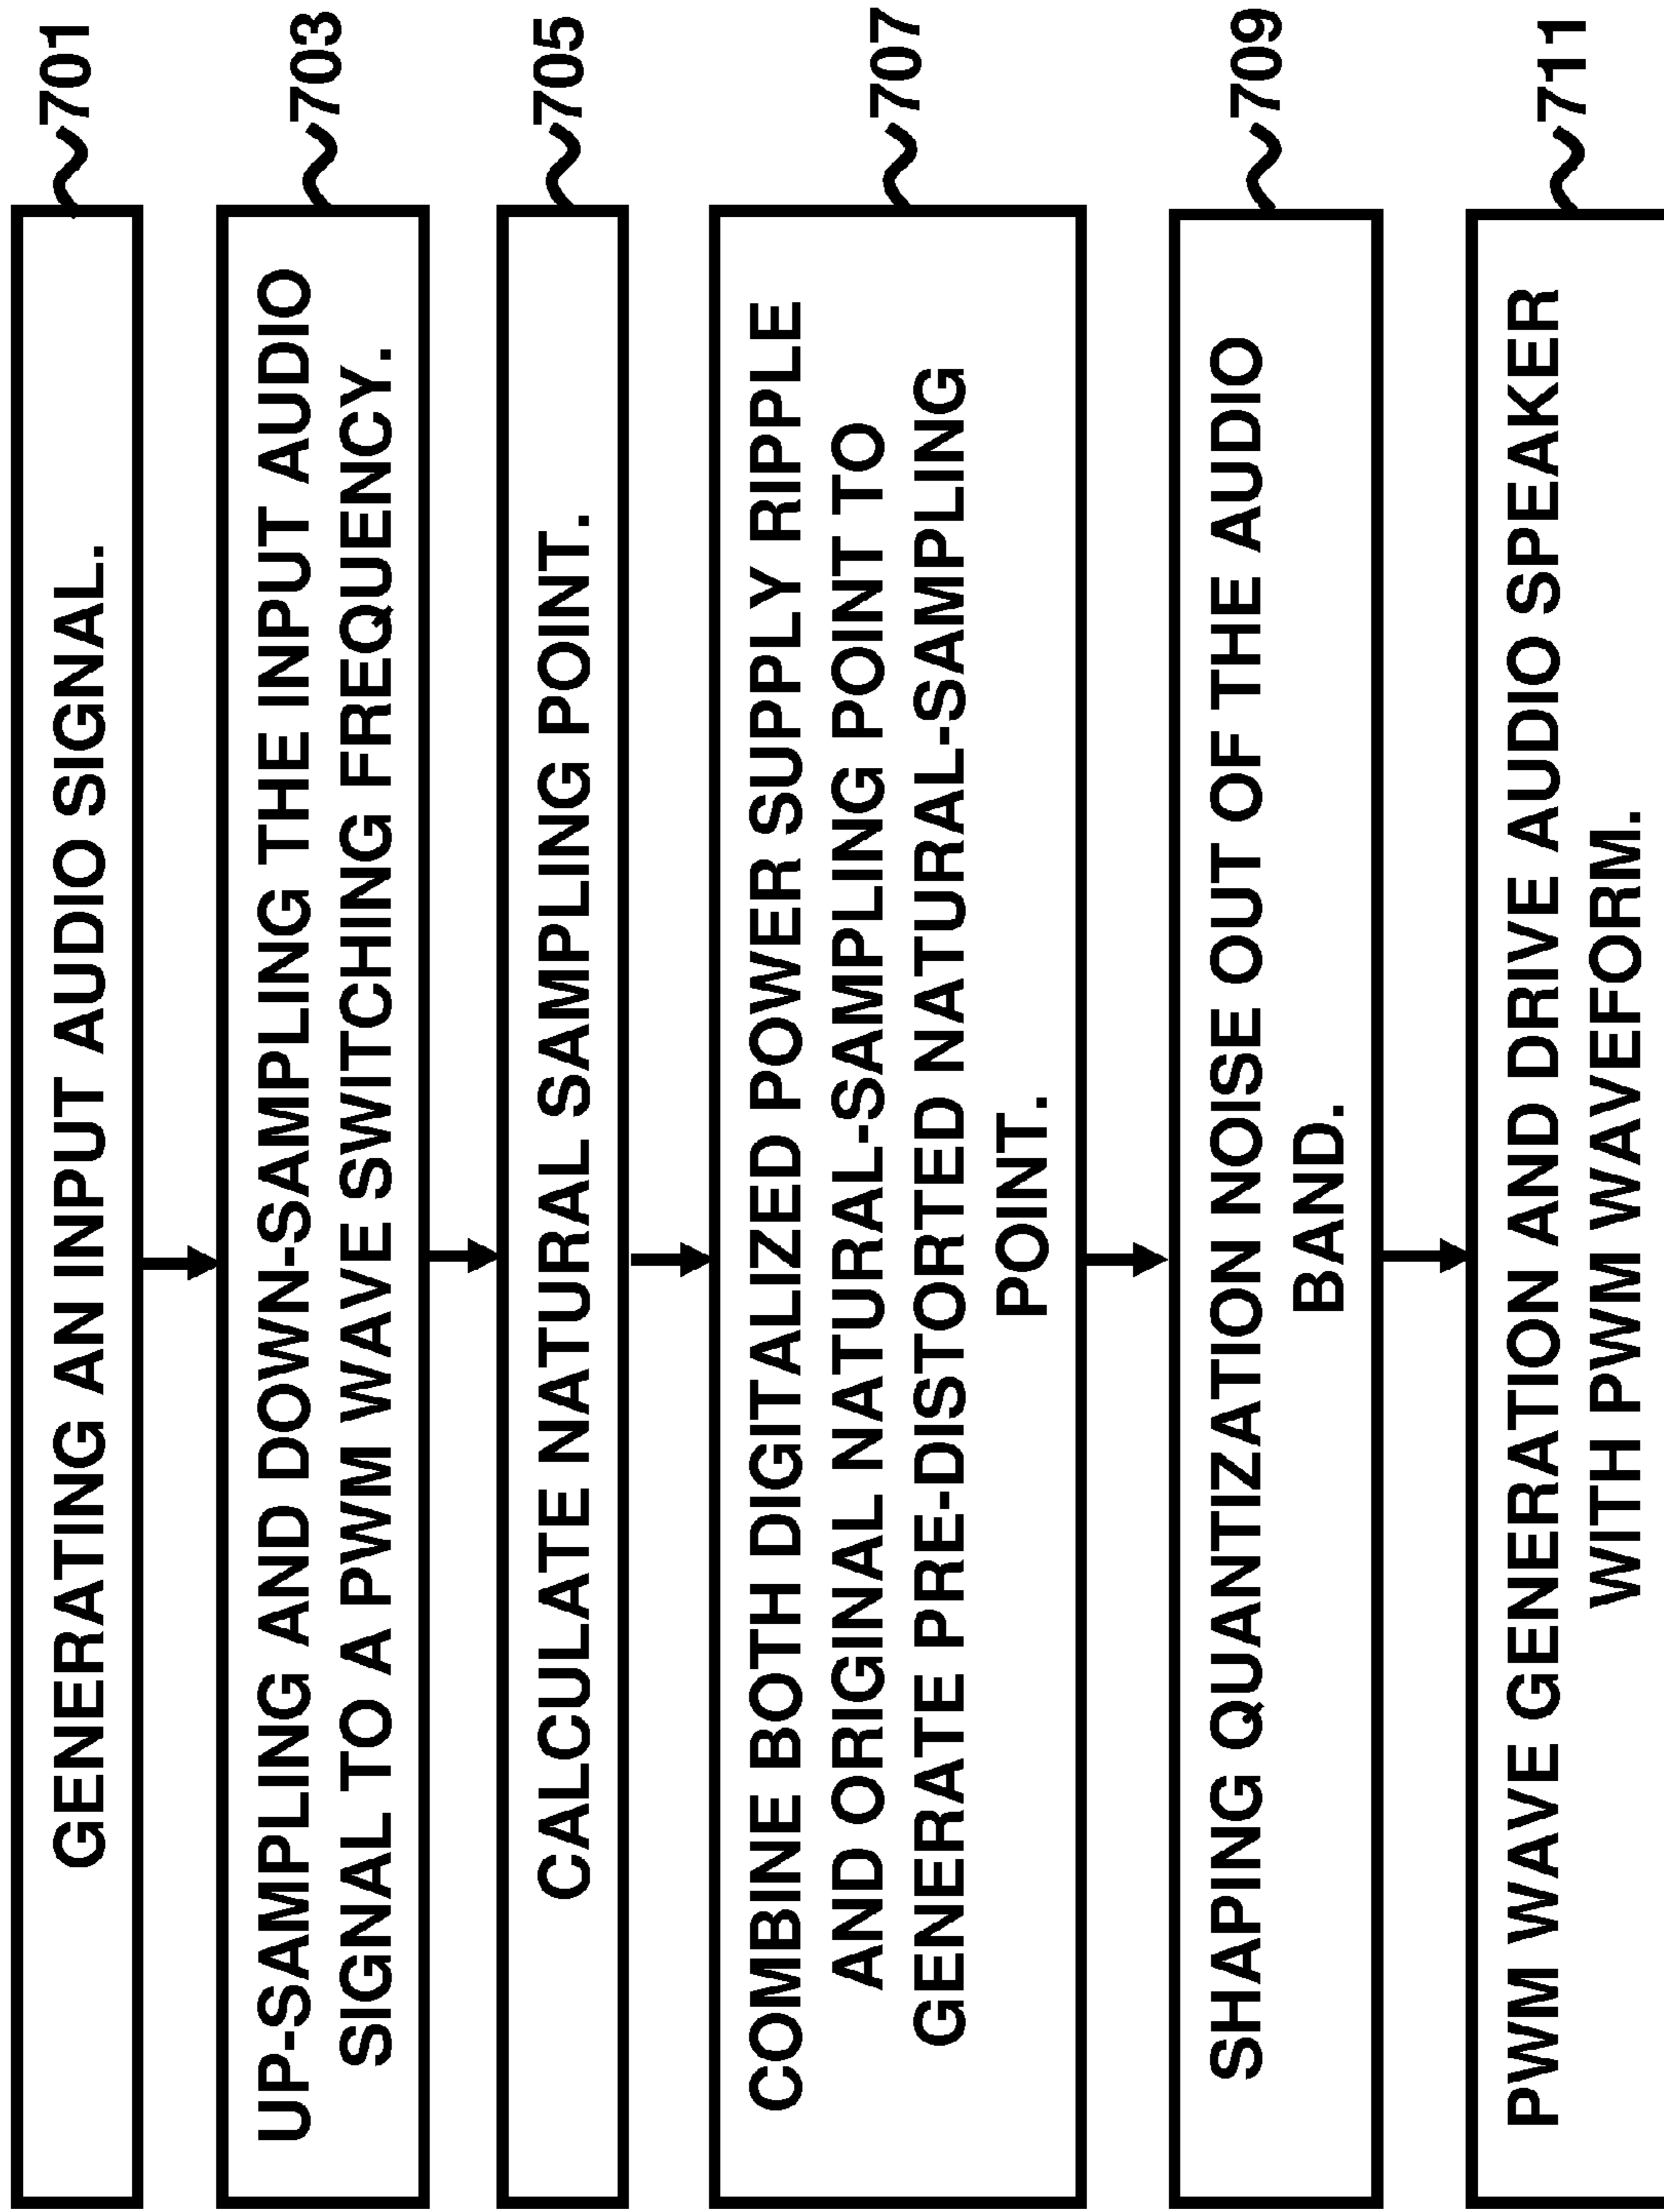 GENERATING AN INPUT AUDIO SIGNAL.
701
UP-SAMPLING AND DOWN-SAMPLING THE INPUT AUDIO
SIGNAL TO A PWM WAVE SWITCHING FREQUENCY.
703
CALCULATE NATURAL SAMPLING POINT.
705
COMBINE BOTH DIGITALIZED POWER SUPPLY RIPPLE
AND ORIGINAL NATURAL-SAMPLING POINT TO
GENERATE PRE-DISTORTED NATURAL-SAMPLING
POINT.
707
SHAPING QUANTIZATION NOISE OUT OF THE AUDIO
BAND.
709
PWM WAVE GENERATION AND DRIVE AUDIO SPEAKER
WITH PWM WAVEFORM.
711